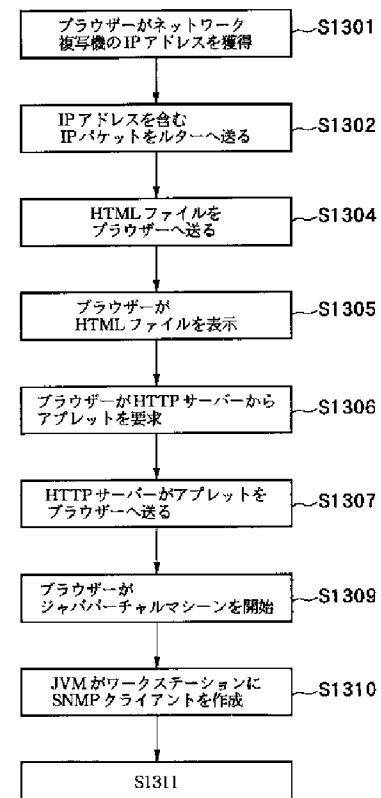 ブラウザーがネットワーク
複写機のIPアドレスを獲得
S1301
IPアドレスを含む
IPパケットをルターへ送る
S1302
HTMLファイルを
ブラウザーへ送る
S1304
ブラウザーが
HTMLファイルを表示
S1305
ブラウザーがHTTPサーバーから
アプレットを要求
S1306
HTTPサーバーがアプレットを
ブラウザーへ送る
S1307
ブラウザーが
ジャババーチャルマシーンを開始
S1309
JVMがワークステーションに
SNMPクライアントを作成
S1310
S1311